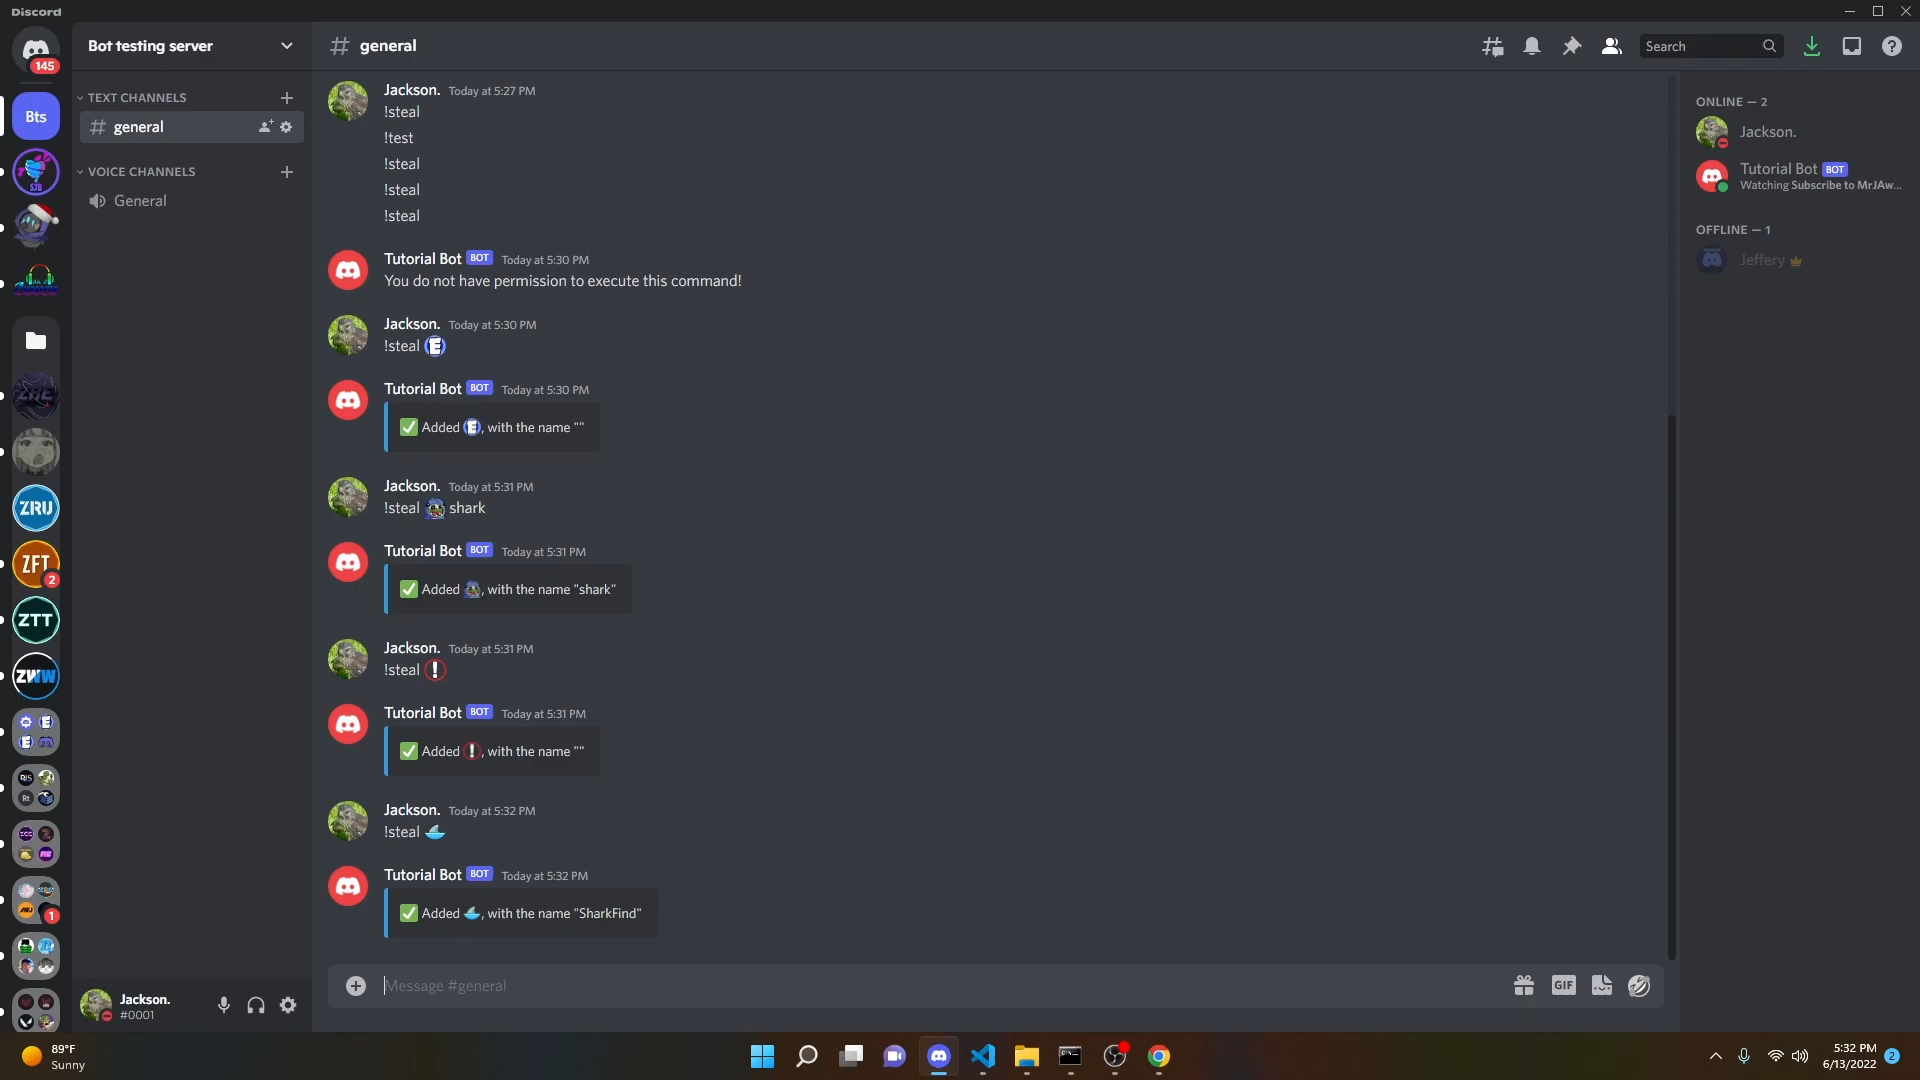 Discord
145
Bot testing server
general
Search
TEXT CHANNELS
general
VOICE CHANNELS
General
Bts
SJB
ZRE
ZRU
ZFT
2
ZTT
ZWW
DJS
Rt
1
Jackson. Today at 5:27 PM
!steal
!test
!steal
!steal
!steal
Tutorial Bot BOT Today at 5:30 PM
You do not have permission to execute this command!
Jackson. Today at 5:30 PM
!steal E
Tutorial Bot BOT Today at 5:30 PM
✅ Added E, with the name ""
Jackson. Today at 5:31 PM
!steal shark
Tutorial Bot BOT Today at 5:31 PM
✅ Added , with the name "shark"
Jackson. Today at 5:31 PM
!steal !
Tutorial Bot BOT Today at 5:31 PM
✅ Added !, with the name ""
Jackson. Today at 5:32 PM
!steal
Tutorial Bot BOT Today at 5:32 PM
✅ Added , with the name "SharkFind"
Message #general
GIF
ONLINE — 2
Jackson.
Tutorial Bot BOT
Watching Subscribe to MrJAw...
OFFLINE — 1
Jeffery
Jackson.
#0001
89°F
Sunny
5:32 PM
6/13/2022
2